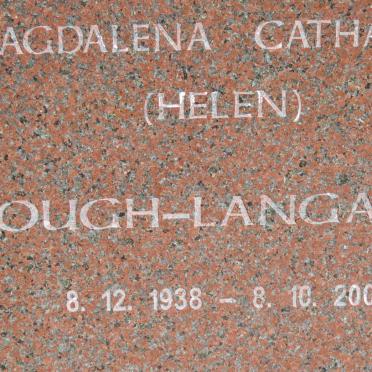 AGDALENA CATHA
(HELEN)
OUGH-LANGA
8. 12. 1938 – 8. 10. 200